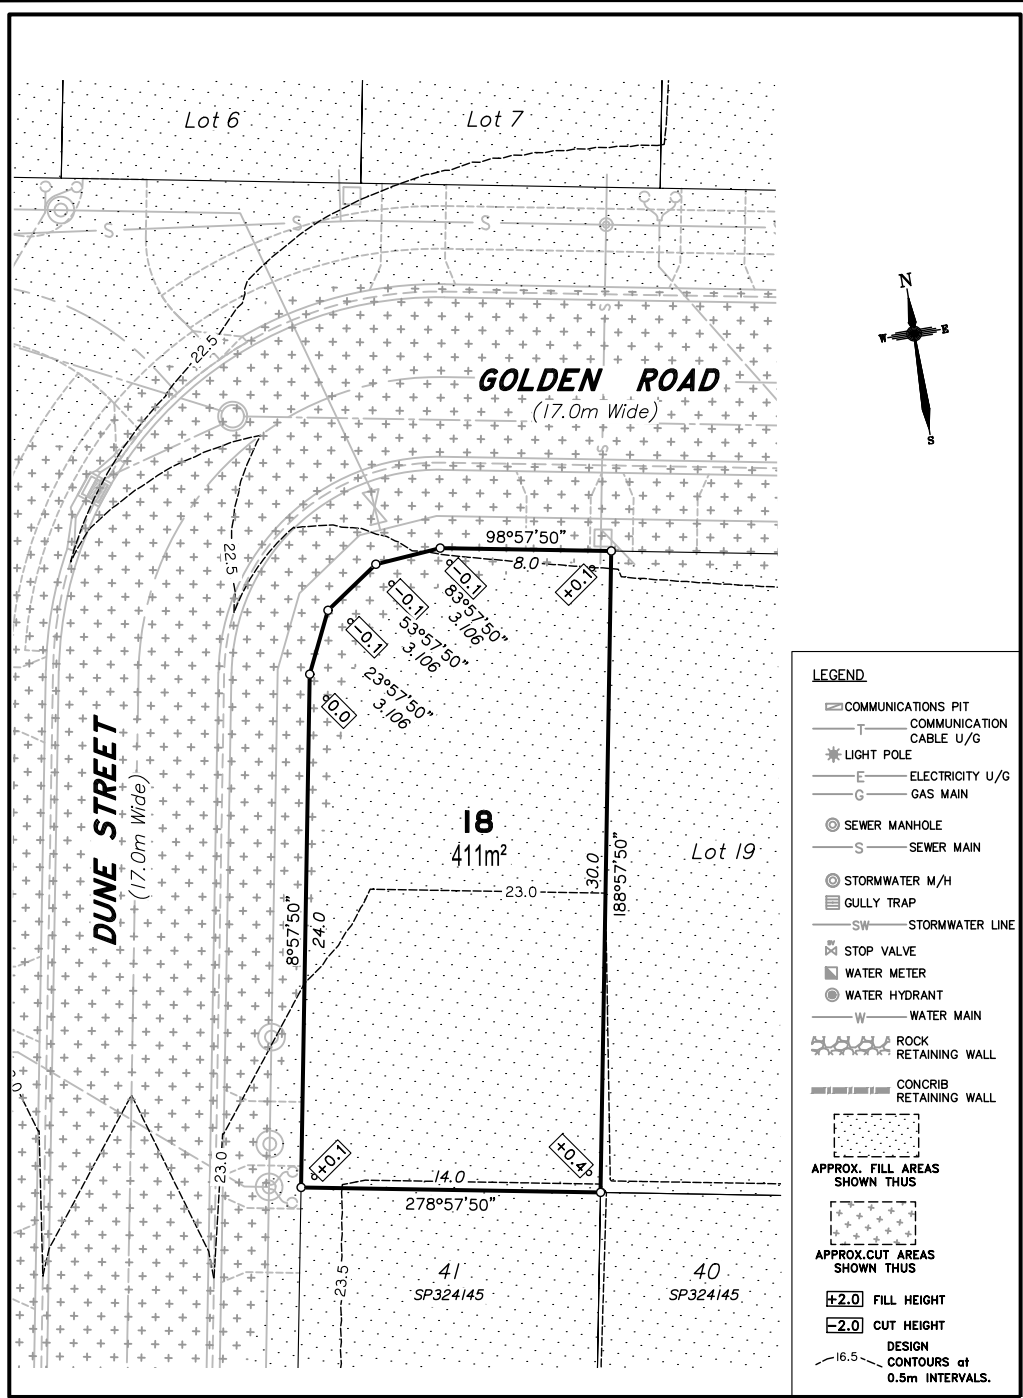 Lot 6
Lot 7
S
S
S
S
22.5
N
W
E
S
GOLDEN ROAD
(17.0m Wide)
S
22.5
98°57'50"
8.0
+0.1
-0.1
83°57'50"
3.106
-0.1
53°57'50"
3.106
-0.1
23°57'50"
3.106
0.0
DUNE STREET
(17.0m Wide)
18
411m²
Lot 19
30.0
188°57'50"
23.0
8°57'50"
24.0
23.0
+0.1
+0.4
14.0
278°57'50"
23.5
41
SP324145
40
SP324145
LEGEND
COMMUNICATIONS PIT
T
COMMUNICATION
CABLE U/G
LIGHT POLE
E
ELECTRICITY U/G
G
GAS MAIN
SEWER MANHOLE
S
SEWER MAIN
STORMWATER M/H
GULLY TRAP
SW
STORMWATER LINE
SV
STOP VALVE
WATER METER
WATER HYDRANT
W
WATER MAIN
ROCK
RETAINING WALL
CONCRIB
RETAINING WALL
APPROX. FILL AREAS
SHOWN THUS
APPROX.CUT AREAS
SHOWN THUS
+2.0 FILL HEIGHT
-2.0 CUT HEIGHT
16.5
DESIGN
CONTOURS at
0.5m INTERVALS.